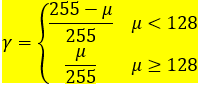 γ = { (255 − μ)/255   μ < 128
μ/255   μ ≥ 128